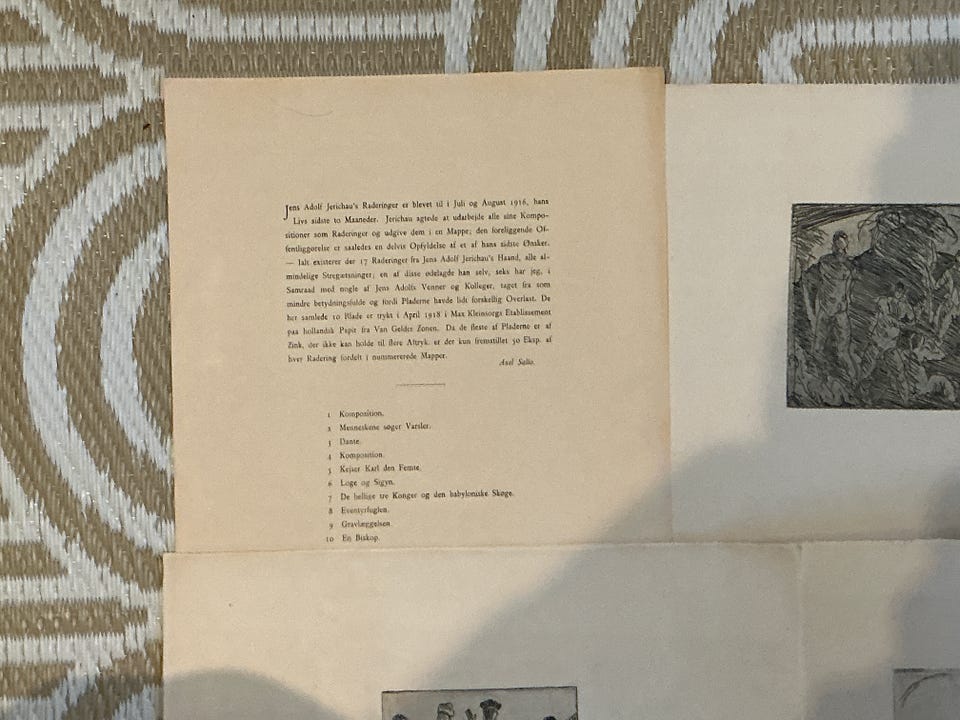 Jens Adolf Jerichau's Raderinger er blevet til i Juli og August 1916, hans
Livs sidste to Maaneder. Jerichau agtede at udarbejde alle sine Kompo-
sitioner som Raderinger og udgive dem i en Mappe; den foreliggende Of-
fentliggørelse er saaledes en delvis Opfyldelse af et af hans sidste Ønsker.
— Ialt existerer der 17 Raderinger fra Jens Adolf Jerichau's Haand, alle al-
mindelige Stregætsninger; en af disse ødelagde han selv, seks har jeg, i
Samraad med nogle af Jens Adolfs Venner og Kolleger, taget fra som
mindre betydningsfulde og fordi Pladerne havde lidt forskellig Overlast. De
her samlede 10 Blade er trykt i April 1918 i Max Kleinsorgs Etablissement
paa hollandsk Papir fra Van Gelder Zonen. Da de fleste af Pladerne er af
Zink, der ikke kan holde til flere Aftryk, er der kun fremstillet 50 Eksp. af
hver Radering fordelt i nummererede Mapper.
Axel Salto.
1 Komposition.
2 Menneskene søger Varsler.
3 Dante.
4 Komposition.
5 Kejser Karl den Femte.
6 Loge og Sigyn.
7 De hellige tre Konger og den babyloniske Skøge.
8 Eventyrfuglen.
9 Gravlæggelsen.
10 En Biskop.